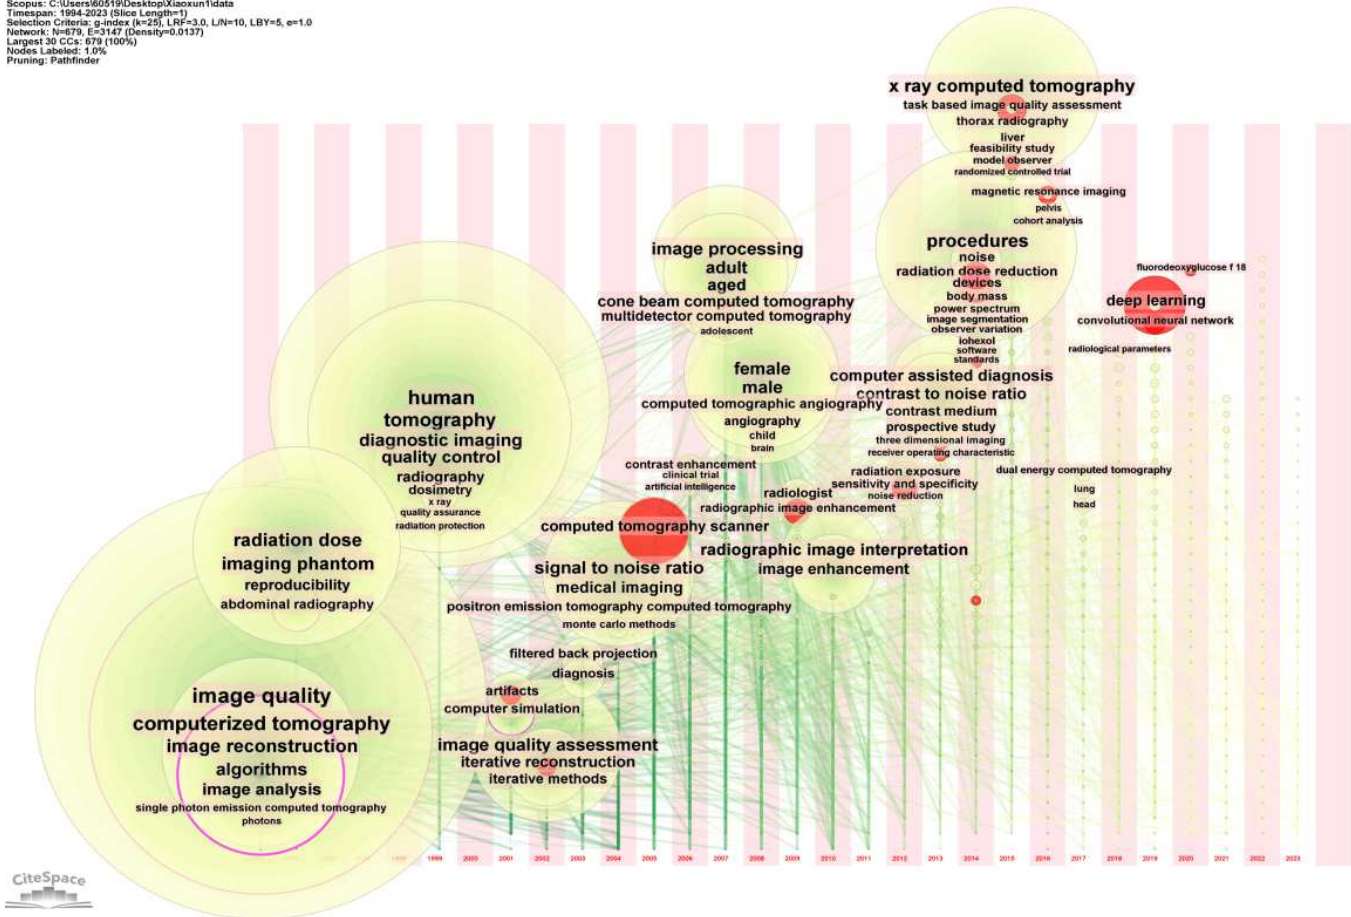 Scopus: C:\Users\60519\Desktop\Xiaoxun1\data
Timespan: 1994-2023 (Slice Length=1)
Selection Criteria: g-index (k=25), LRF=3.0, L/N=10, LBY=5, e=1.0
Network: N=679, E=3147 (Density=0.0137)
Largest 30 CCs: 679 (100%)
Nodes Labeled: 1.0%
Pruning: Pathfinder
x ray computed tomography
task based image quality assessment
thorax radiography
liver
feasibility study
model observer
randomized controlled trial
magnetic resonance imaging
pelvis
cohort analysis
procedures
noise
radiation dose reduction
devices
body mass
power spectrum
image segmentation
observer variation
iohexol
software
standards
fluorodeoxyglucose f 18
deep learning
convolutional neural network
radiological parameters
image processing
adult
aged
cone beam computed tomography
multidetector computed tomography
adolescent
female
male
computed tomographic angiography
angiography
child
brain
computer assisted diagnosis
contrast to noise ratio
contrast medium
prospective study
three dimensional imaging
receiver operating characteristic
radiation exposure
sensitivity and specificity
noise reduction
dual energy computed tomography
lung
head
human
tomography
diagnostic imaging
quality control
radiography
dosimetry
x ray
quality assurance
radiation protection
contrast enhancement
clinical trial
artificial intelligence
radiologist
radiographic image enhancement
computed tomography scanner
radiographic image interpretation
image enhancement
signal to noise ratio
medical imaging
positron emission tomography computed tomography
monte carlo methods
radiation dose
imaging phantom
reproducibility
abdominal radiography
filtered back projection
diagnosis
artifacts
computer simulation
image quality assessment
iterative reconstruction
iterative methods
image quality
computerized tomography
image reconstruction
algorithms
image analysis
single photon emission computed tomography
photons
1999 2000 2001 2002 2003 2004 2005 2006 2007 2008 2009 2010 2011 2012 2013 2014 2015 2016 2017 2018 2019 2020 2021 2022 2023
CiteSpace